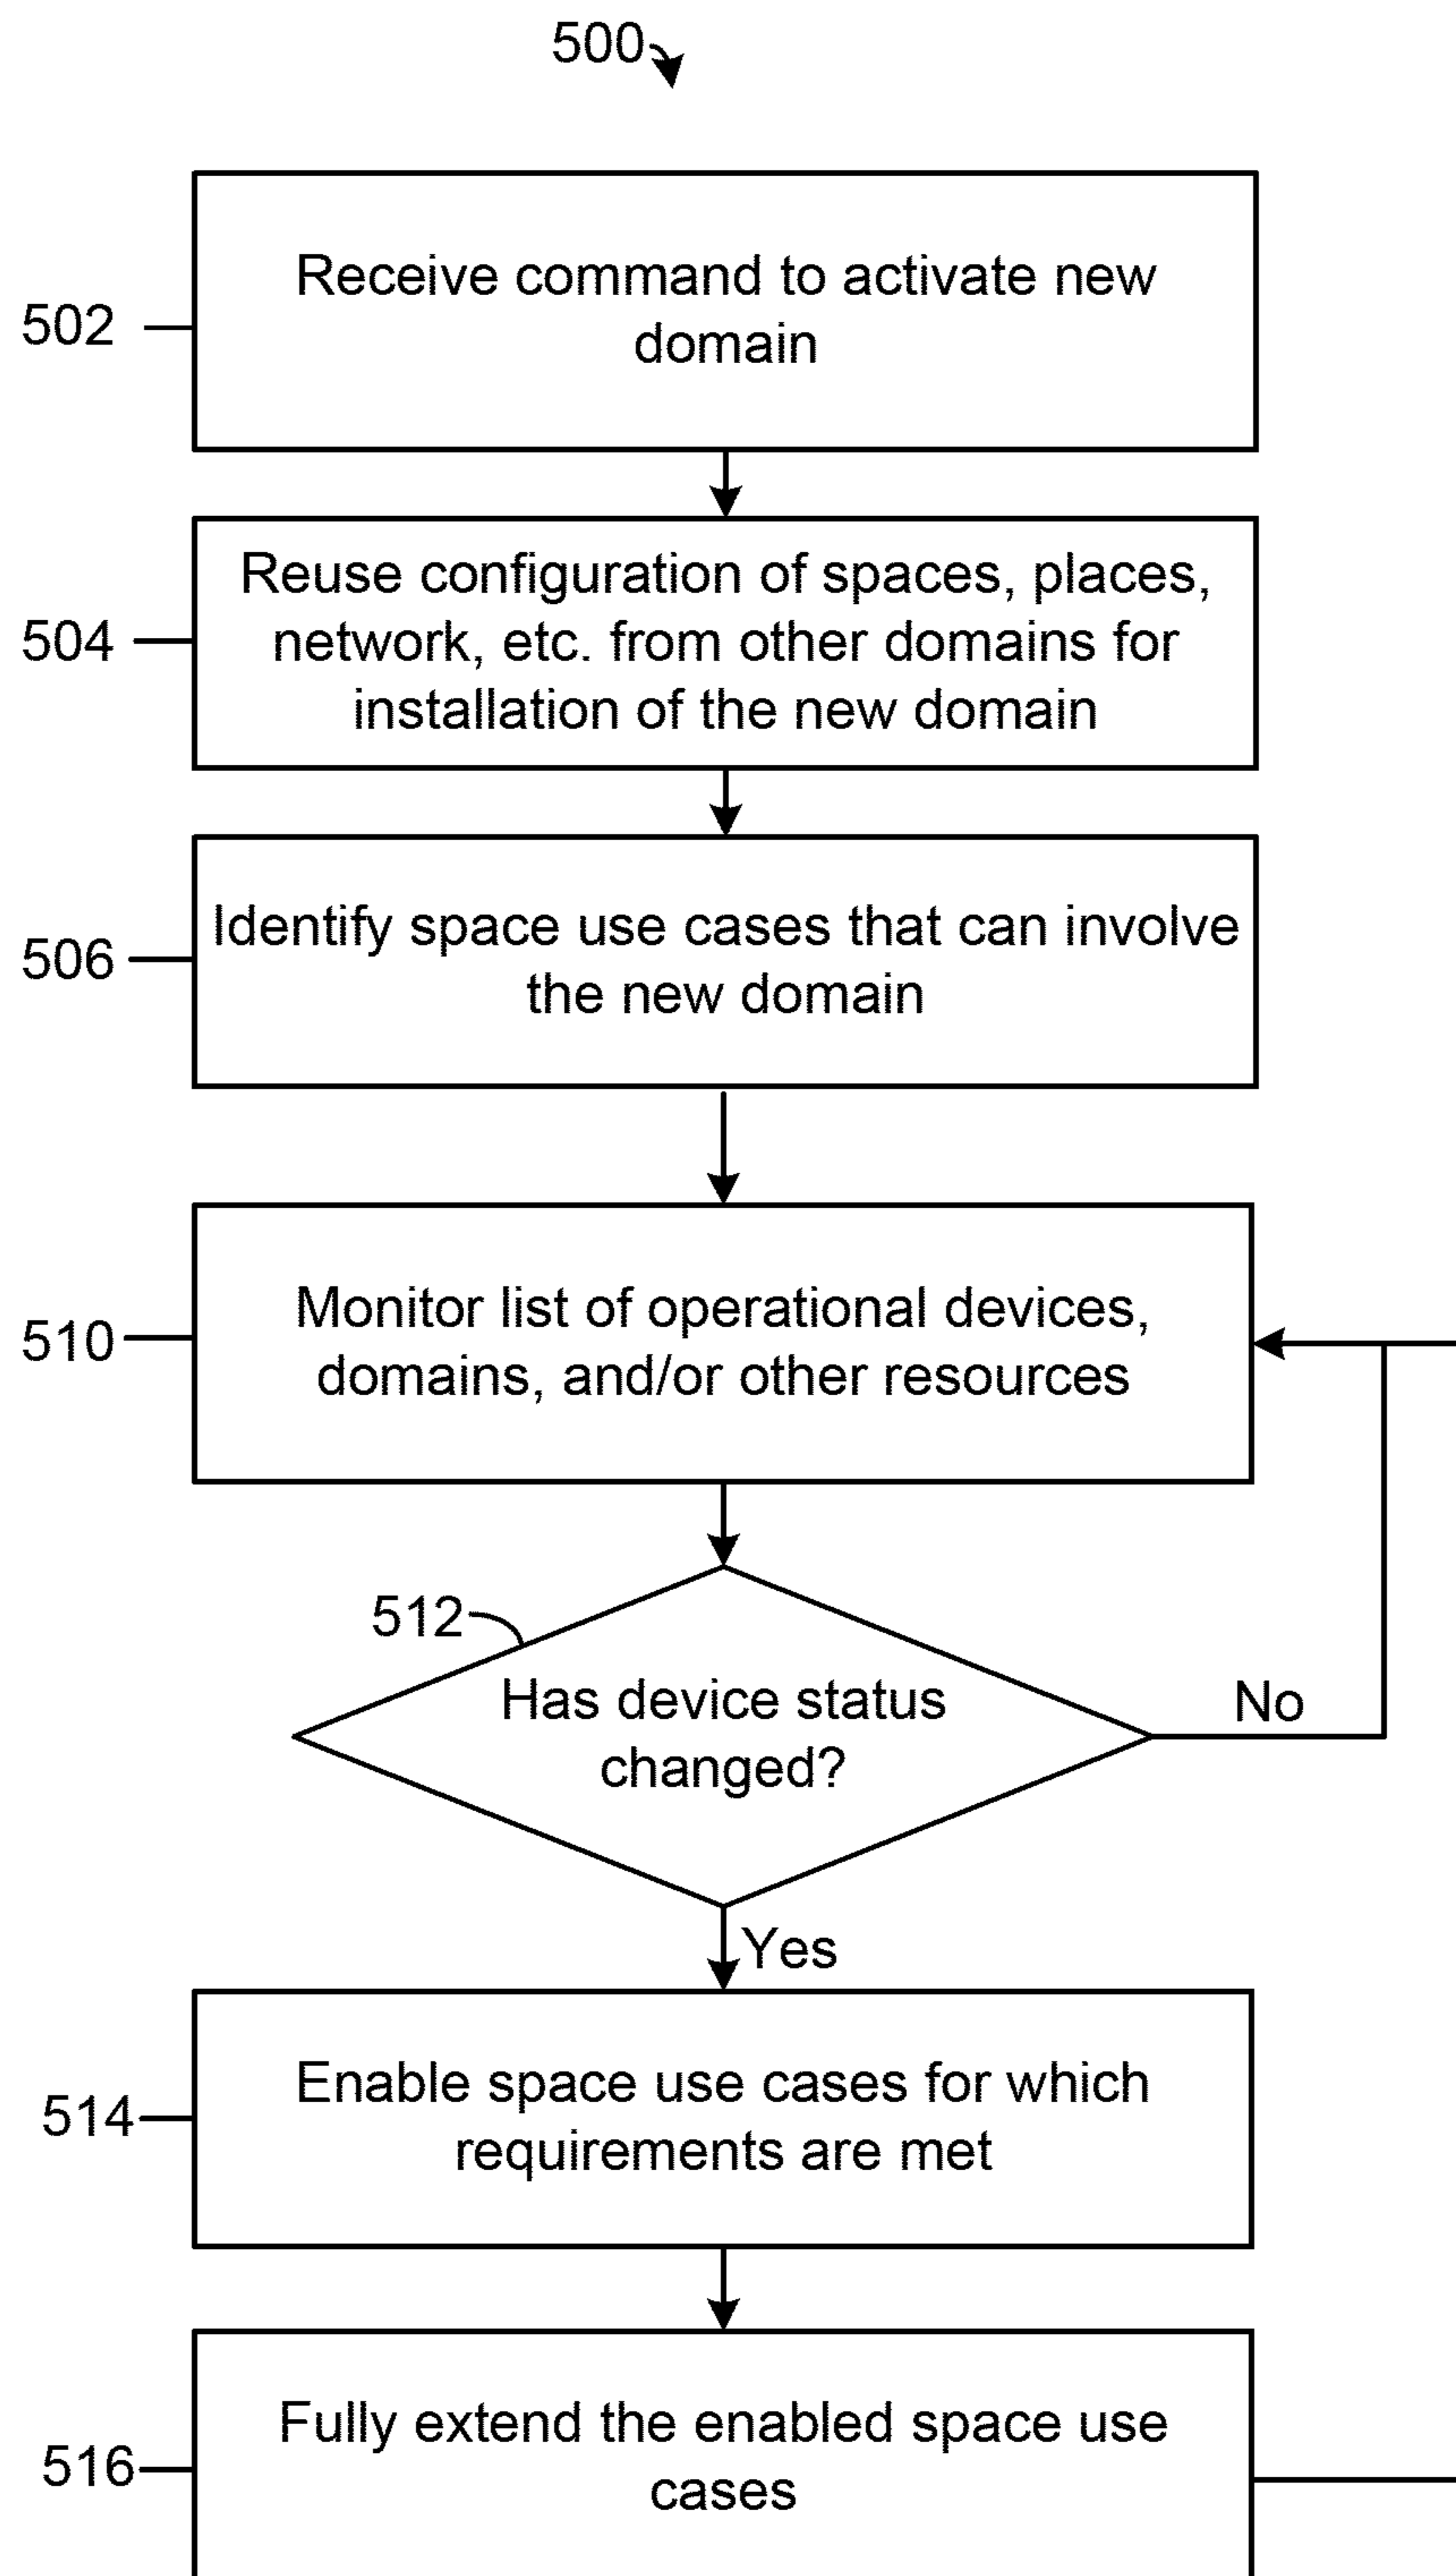 500
502
Receive command to activate new
domain
504
Reuse configuration of spaces, places,
network, etc. from other domains for
installation of the new domain
506
Identify space use cases that can involve
the new domain
510
Monitor list of operational devices,
domains, and/or other resources
512
Has device status
changed?
No
Yes
514
Enable space use cases for which
requirements are met
516
Fully extend the enabled space use
cases